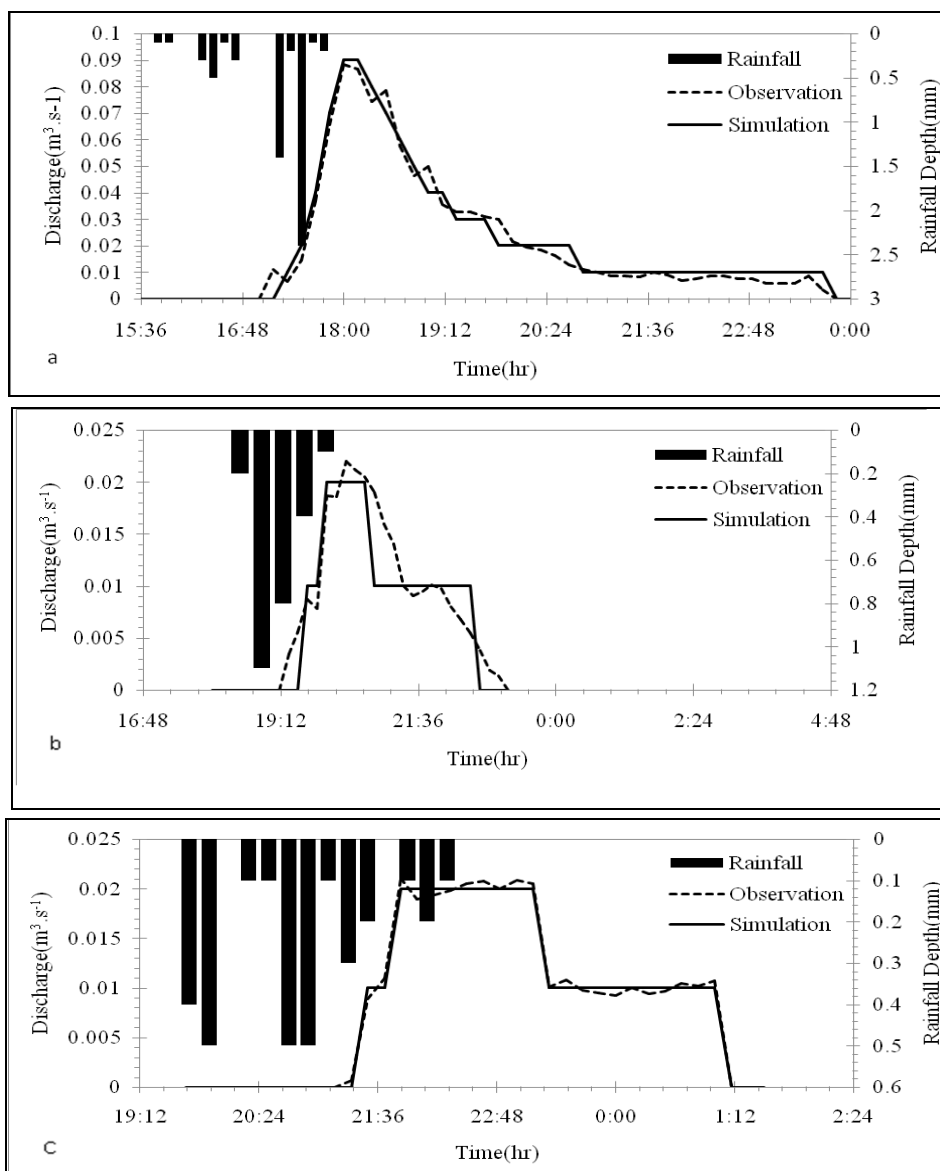 0.1
0.09
0.08
0.07
0.06
0.05
0.04
0.03
0.02
0.01
0
Discharge(m³.s-1)
0
0.5
1
1.5
2
2.5
3
Rainfall Depth(mm)
Rainfall
Observation
Simulation
15:36 16:48 18:00 19:12 20:24 21:36 22:48 0:00
Time(hr)
a
0.025
0.02
0.015
0.01
0.005
0
Discharge(m³.s⁻¹)
0
0.2
0.4
0.6
0.8
1
1.2
Rainfall Depth(mm)
Rainfall
Observation
Simulation
16:48 19:12 21:36 0:00 2:24 4:48
Time(hr)
b
0.025
0.02
0.015
0.01
0.005
0
Discharge(m³.s⁻¹)
0
0.1
0.2
0.3
0.4
0.5
0.6
Rainfall Depth(mm)
Rainfall
Observation
Simulation
19:12 20:24 21:36 22:48 0:00 1:12 2:24
Time(hr)
C